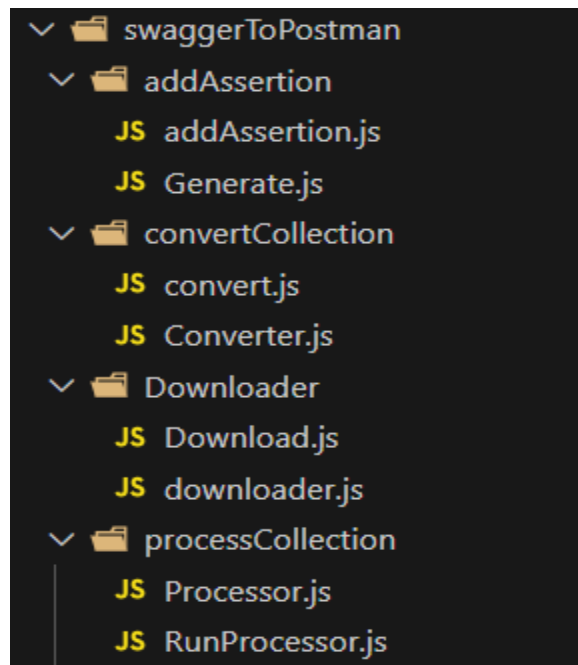 swaggerToPostman
addAssertion
JS addAssertion.js
JS Generate.js
convertCollection
JS convert.js
JS Converter.js
Downloader
JS Download.js
JS downloader.js
processCollection
JS Processor.js
JS RunProcessor.js